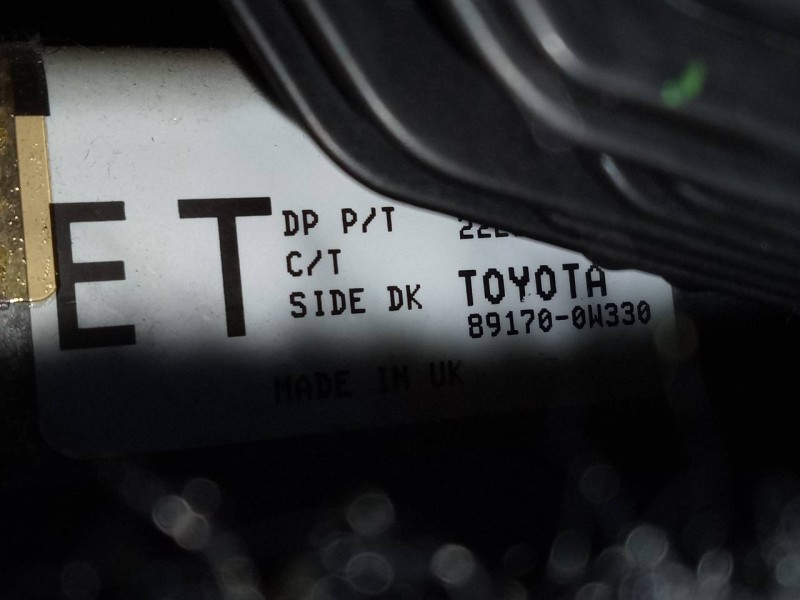 ET
DP P/T
C/T
SIDE DK
TOYOTA
89170-0W330
MADE IN UK